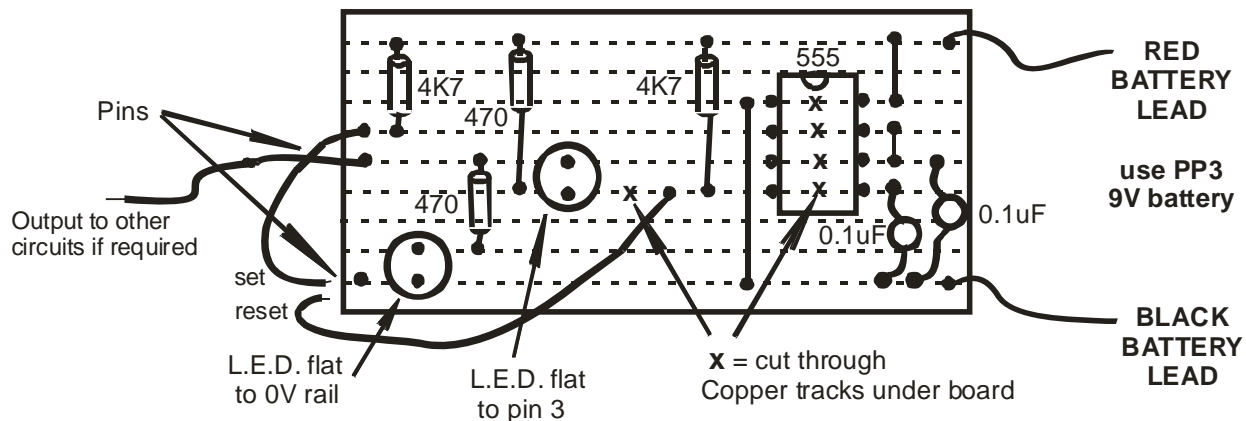 555
4K7
470
4K7
Pins
470
0.1uF
0.1uF
RED
BATTERY
LEAD
use PP3
9V battery
Output to other
circuits if required
set
reset
L.E.D. flat
to 0V rail
L.E.D. flat
to pin 3
x = cut through
Copper tracks under board
BLACK
BATTERY
LEAD
x
x
x
x
x